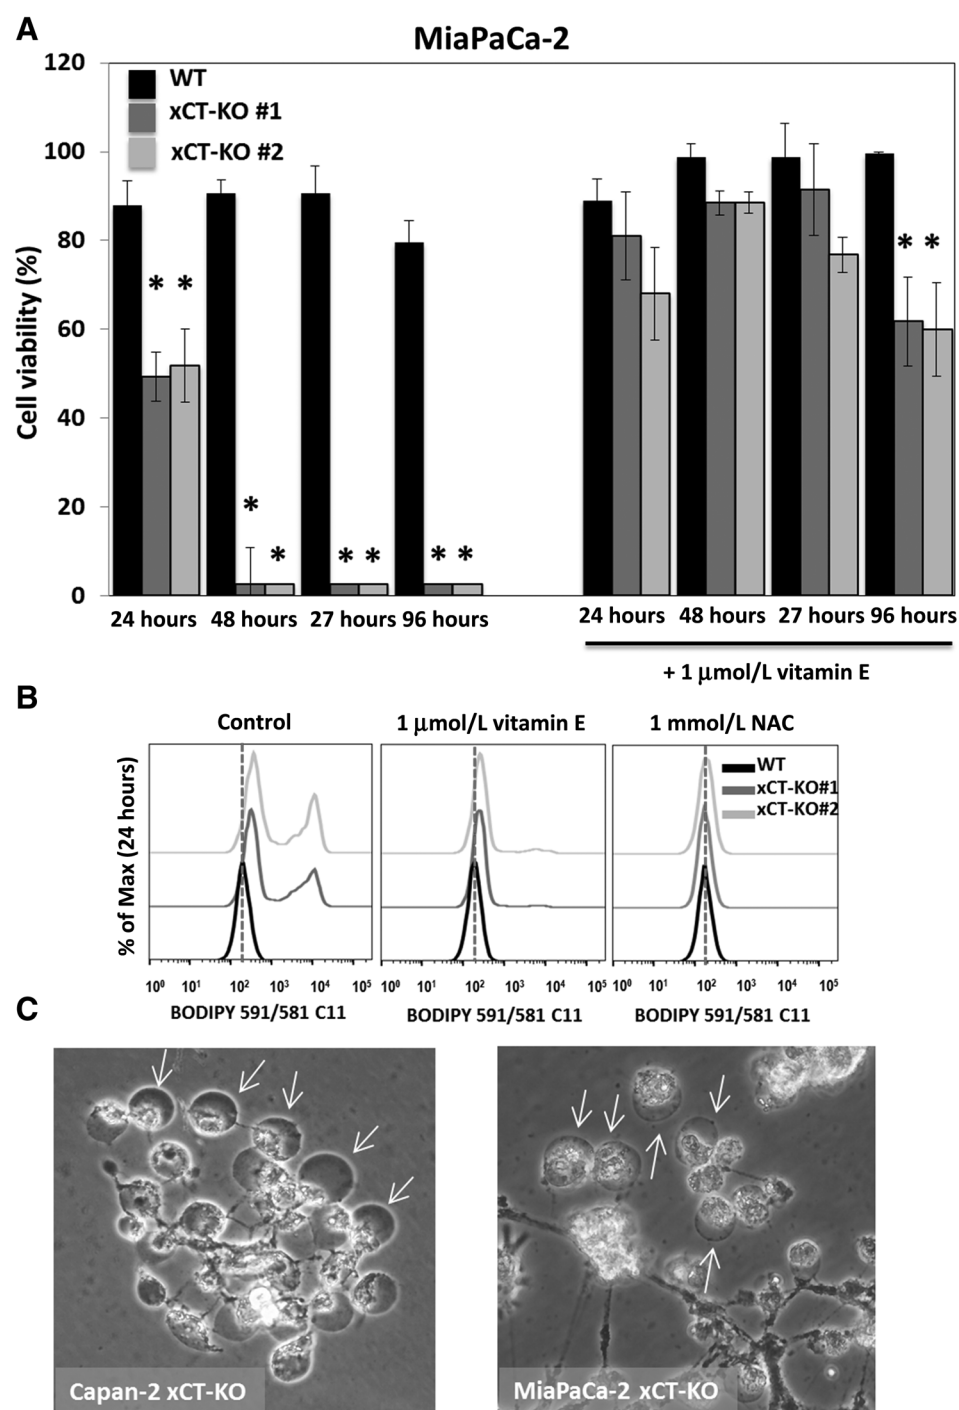 A
MiaPaCa-2
WT
xCT-KO #1
xCT-KO #2
Cell viability (%)
120
100
80
60
40
20
0
* * * * * * * * * *
24 hours 48 hours 27 hours 96 hours 24 hours 48 hours 27 hours 96 hours
+ 1 μmol/L vitamin E
B
Control 1 μmol/L vitamin E 1 mmol/L NAC
WT
xCT-KO#1
xCT-KO#2
% of Max (24 hours)
10⁰ 10¹ 10² 10³ 10⁴ 10⁵ 10⁰ 10¹ 10² 10³ 10⁴ 10⁵ 10⁰ 10¹ 10² 10³ 10⁴ 10⁵
BODIPY 591/581 C11 BODIPY 591/581 C11 BODIPY 591/581 C11
C
Capan-2 xCT-KO MiaPaCa-2 xCT-KO